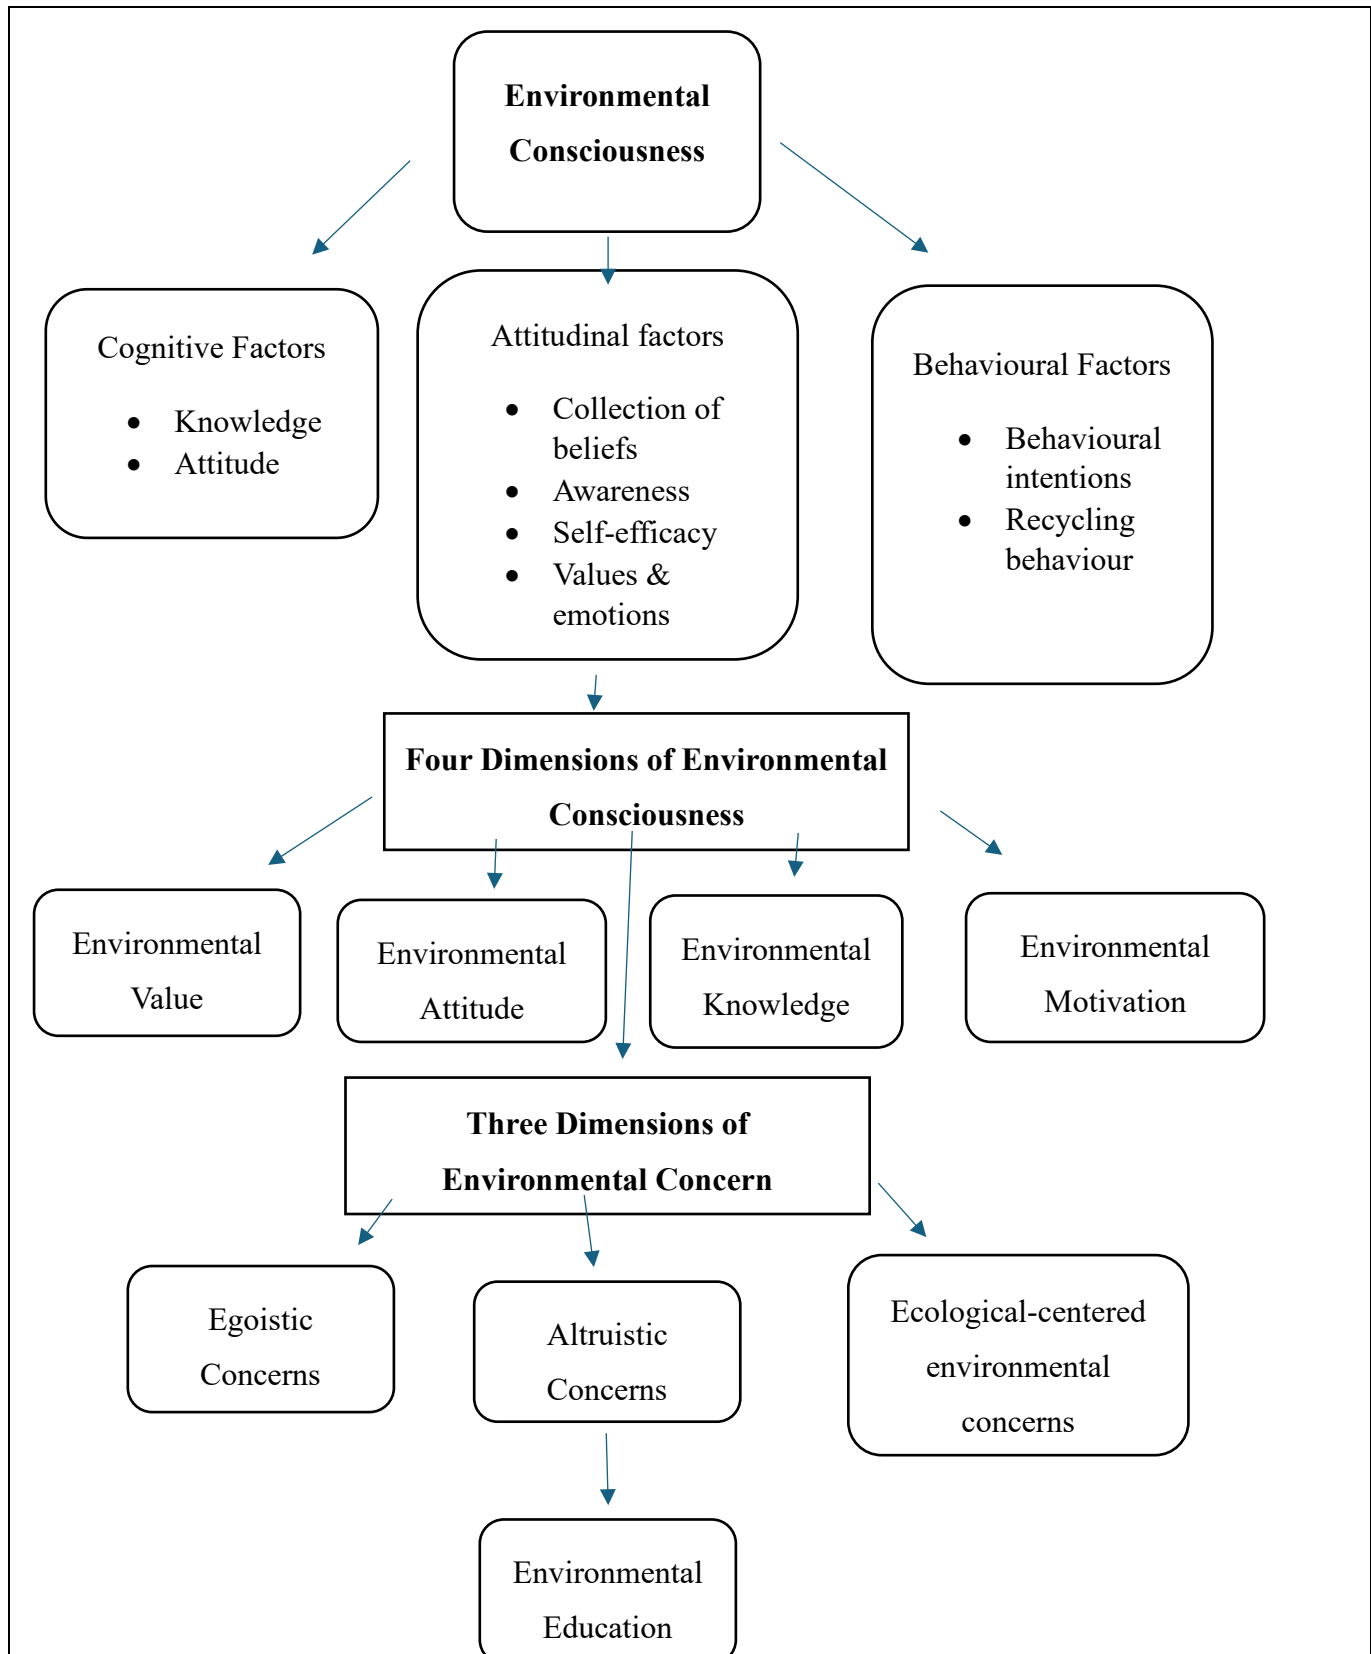 Environmental
Consciousness
Cognitive Factors
• Knowledge
• Attitude
Attitudinal factors
• Collection of
beliefs
• Awareness
• Self-efficacy
• Values &
emotions
Behavioural Factors
• Behavioural
intentions
• Recycling
behaviour
Four Dimensions of Environmental
Consciousness
Environmental
Value
Environmental
Attitude
Environmental
Knowledge
Environmental
Motivation
Three Dimensions of
Environmental Concern
Egoistic
Concerns
Altruistic
Concerns
Ecological-centered
environmental
concerns
Environmental
Education